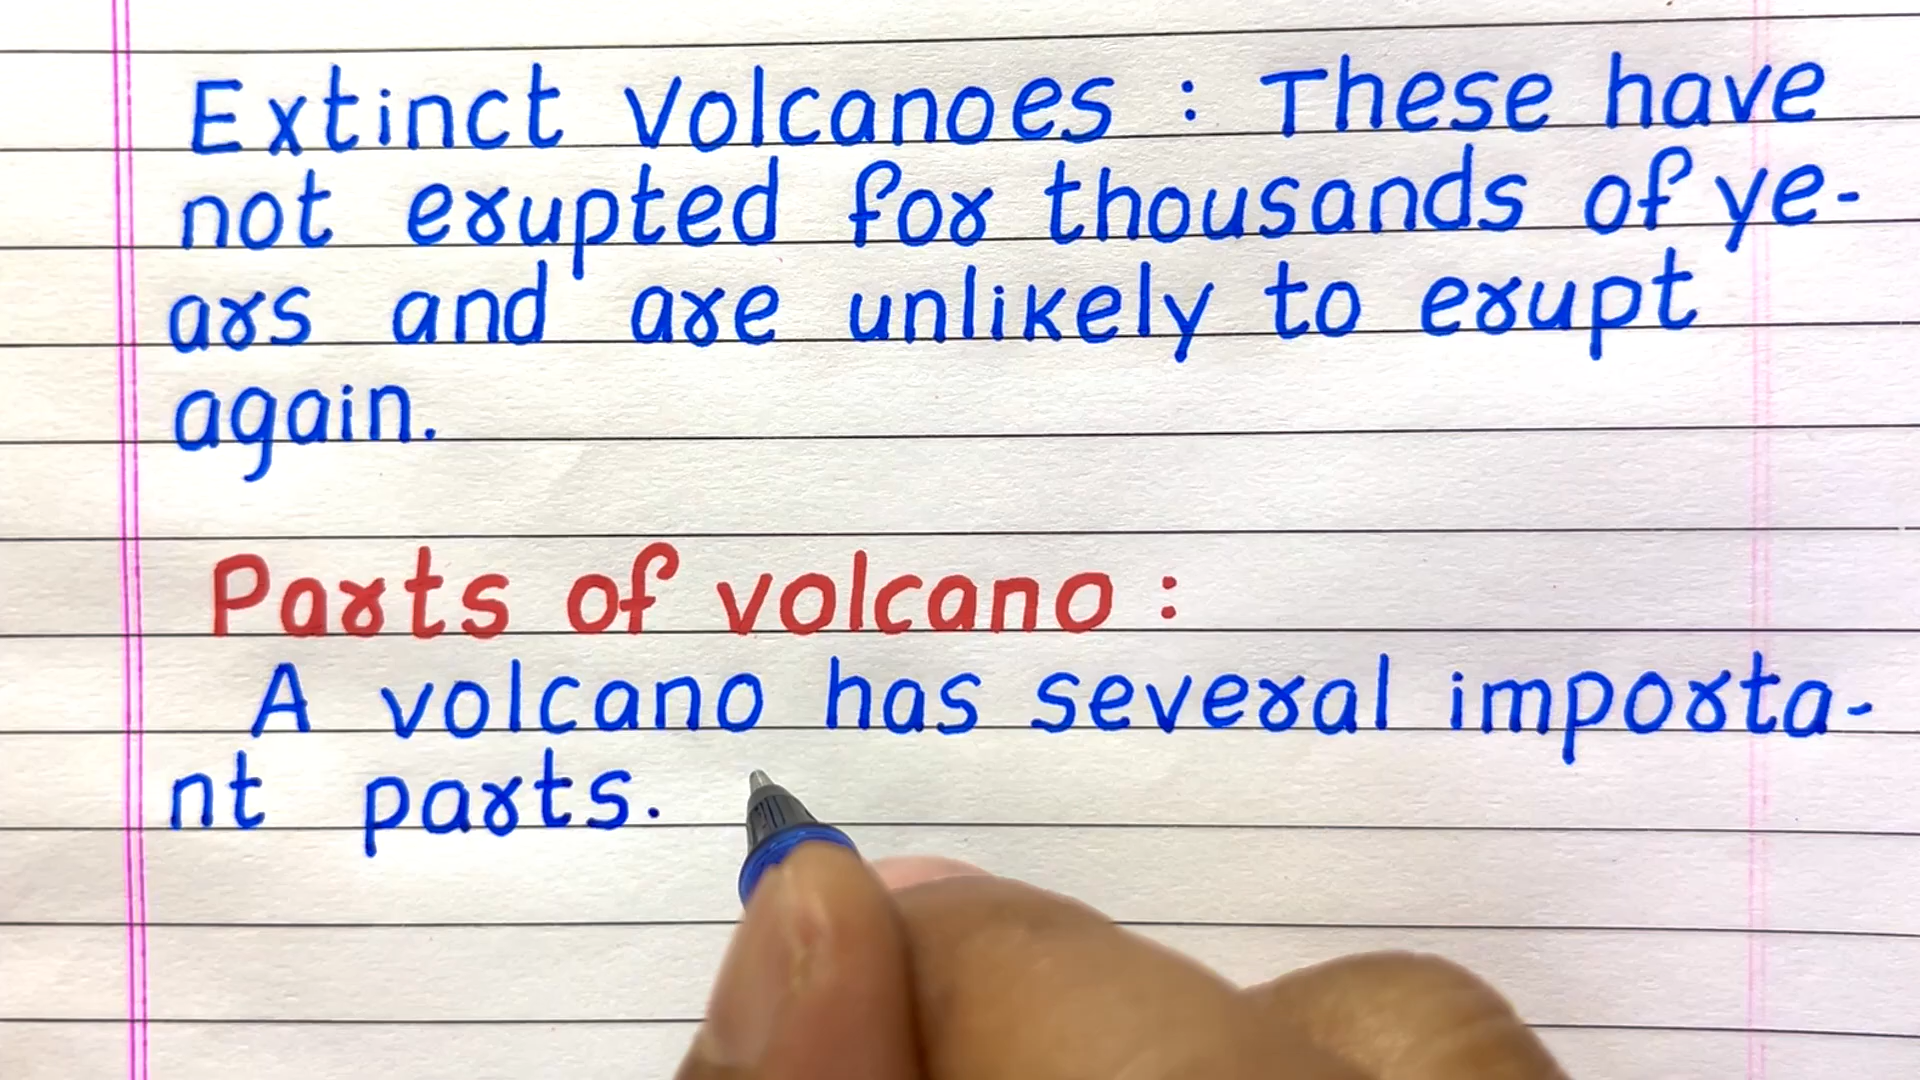 Extinct Volcanoes : These have
not erupted for thousands of ye-
ars and are unlikely to erupt
again.
Parts of volcano :
A volcano has several importa-
nt parts.